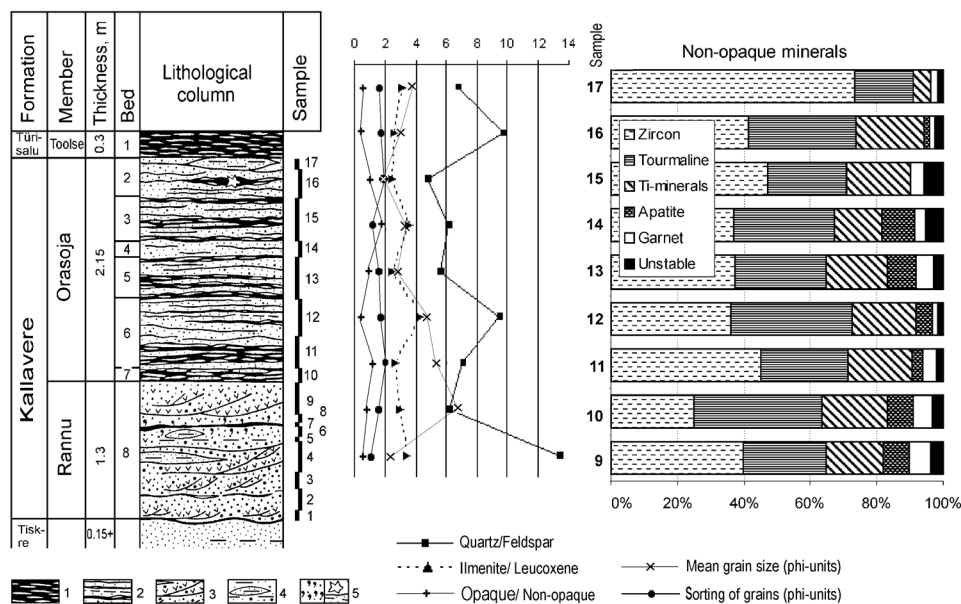 Formation
Member
Thickness, m
Bed
Lithological
column
Sample
Türi-
salu
Toolse
0.3
1
Kallavere
Orasoja
2.15
2
3
4
5
6
7
Rannu
1.3
8
Tisk-
re
0.15+
17
16
15
14
13
12
11
10
9
8
7
6
5
4
3
2
1
0 2 4 6 8 10 12 14
Quartz/Feldspar
Ilmenite/ Leucoxene
Opaque/ Non-opaque
Mean grain size (phi-units)
Sorting of grains (phi-units)
Sample
Non-opaque minerals
17
16
15
14
13
12
11
10
9
Zircon
Tourmaline
Ti-minerals
Apatite
Garnet
Unstable
0% 20% 40% 60% 80% 100%
1 2 3 4 5